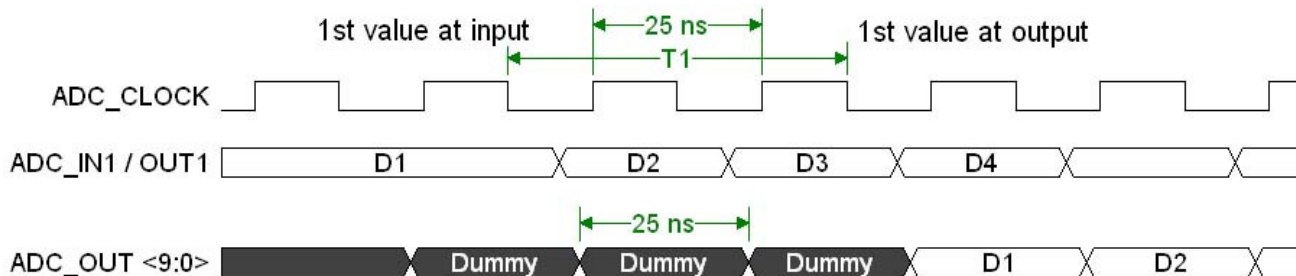 1st value at input
25 ns
1st value at output
T1
ADC_CLOCK
ADC_IN1 / OUT1 D1 D2 D3 D4
25 ns
ADC_OUT <9:0> Dummy Dummy Dummy D1 D2